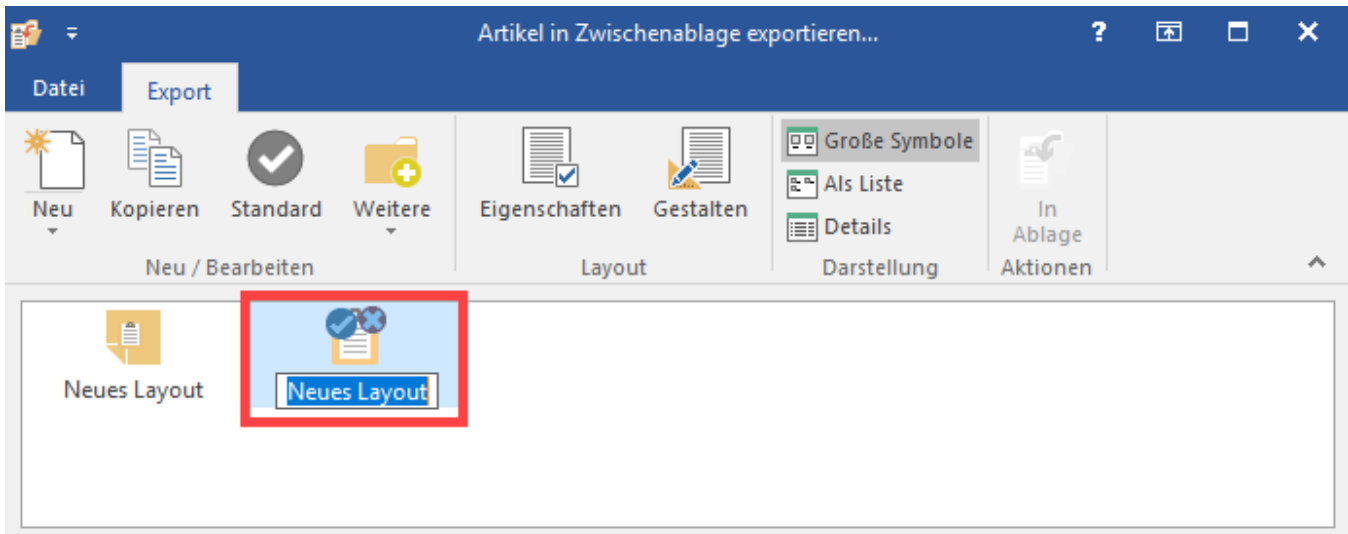 Artikel in Zwischenablage exportieren...
?
Datei Export
Große Symbole
Als Liste
Neu Kopieren Standard Weitere Eigenschaften Gestalten Details In Ablage
Neu / Bearbeiten Layout Darstellung Aktionen
Neues Layout Neues Layout